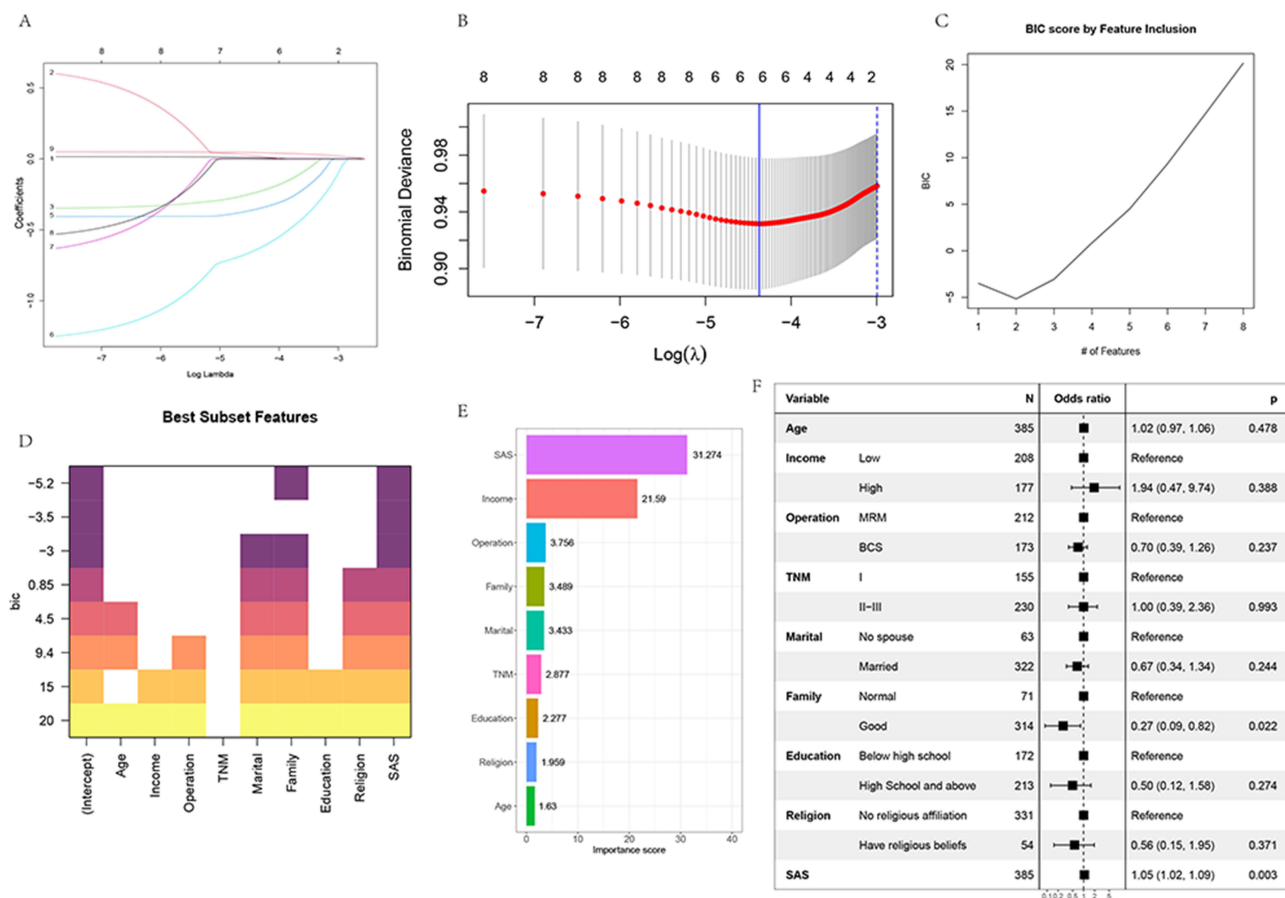 A
8 8 7 6 2
0.5
0.0
−0.5
−1.0
Coefficients
2
9
1
3
5
8
7
6
−7 −6 −5 −4 −3
Log Lambda
B
8 8 8 8 8 8 8 6 6 6 4 4 4 2
0.98
0.94
0.90
Binomial Deviance
−7 −6 −5 −4 −3
Log(λ)
C
BIC score by Feature Inclusion
20
15
10
5
0
−5
BIC
1 2 3 4 5 6 7 8
# of Features
D
Best Subset Features
bic
−5.2
−3.5
−3
0.85
4.5
9.4
15
20
(Intercept)
Age
Income
Operation
TNM
Marital
Family
Education
Religion
SAS
E
SAS 31.274
Income 21.59
Operation 3.756
Family 3.489
Marital 3.433
TNM 2.877
Education 2.277
Religion 1.959
Age 1.63
0 10 20 30 40
Importance score
F
Variable N Odds ratio p
Age 385 1.02 (0.97, 1.06) 0.478
Income Low 208 Reference
High 177 1.94 (0.47, 9.74) 0.388
Operation MRM 212 Reference
BCS 173 0.70 (0.39, 1.26) 0.237
TNM I 155 Reference
II−III 230 1.00 (0.39, 2.36) 0.993
Marital No spouse 63 Reference
Married 322 0.67 (0.34, 1.34) 0.244
Family Normal 71 Reference
Good 314 0.27 (0.09, 0.82) 0.022
Education Below high school 172 Reference
High School and above 213 0.50 (0.12, 1.58) 0.274
Religion No religious affiliation 331 Reference
Have religious beliefs 54 0.56 (0.15, 1.95) 0.371
SAS 385 1.05 (1.02, 1.09) 0.003
0.1 0.2 0.5 1 2 5